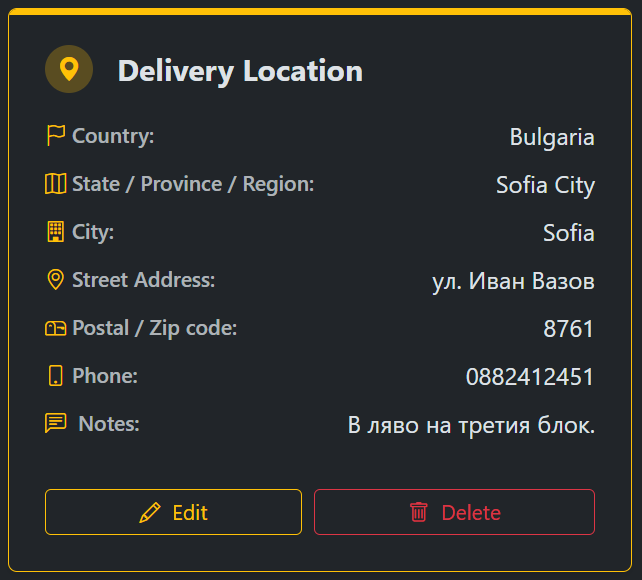 Delivery Location
Country: Bulgaria
State / Province / Region: Sofia City
City: Sofia
Street Address: ул. Иван Вазов
Postal / Zip code: 8761
Phone: 0882412451
Notes: В ляво на третия блок.
Edit Delete